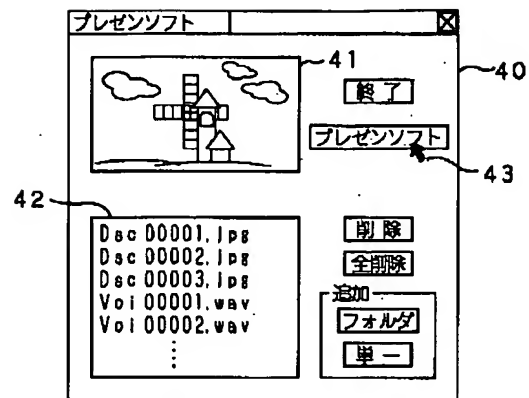 プレゼンソフト
41
40
終了
プレゼンソフト
43
42
Dsc00001.jpg
Dsc00002.jpg
Dsc00003.jpg
Voi00001.wav
Voi00002.wav
⋮
削除
全削除
追加
フォルダ
単一